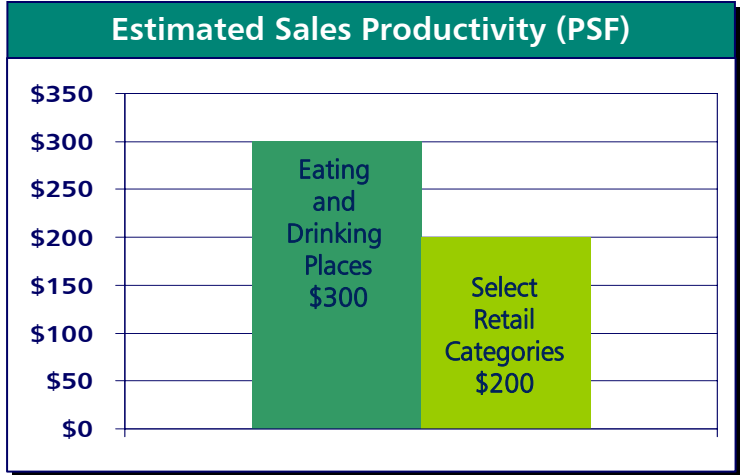 Estimated Sales Productivity (PSF)
$350
$300
$250
$200
$150
$100
$50
$0
Eating
and
Drinking
Places
$300
Select
Retail
Categories
$200